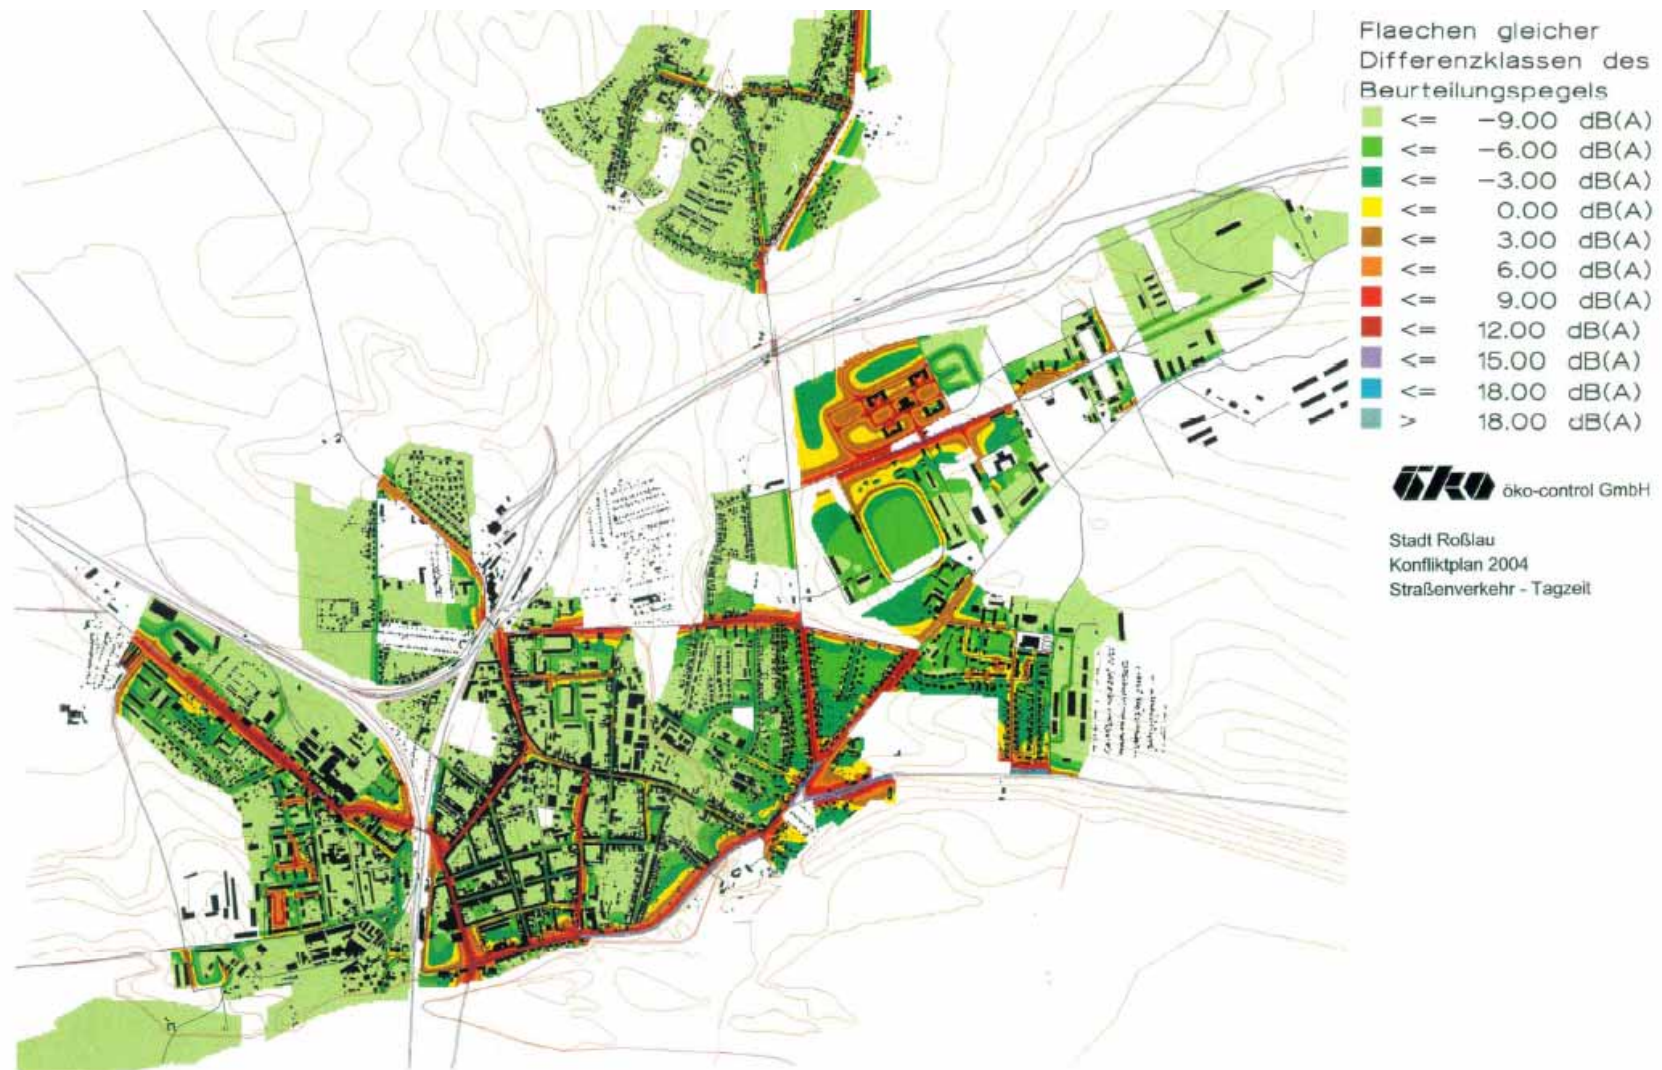 Flaechen gleicher
Differenzklassen des
Beurteilungspegels
<= -9.00 dB(A)
<= -6.00 dB(A)
<= -3.00 dB(A)
<= 0.00 dB(A)
<= 3.00 dB(A)
<= 6.00 dB(A)
<= 9.00 dB(A)
<= 12.00 dB(A)
<= 15.00 dB(A)
<= 18.00 dB(A)
> 18.00 dB(A)
öko öko-control GmbH
Stadt Roßlau
Konfliktplan 2004
Straßenverkehr - Tagzeit